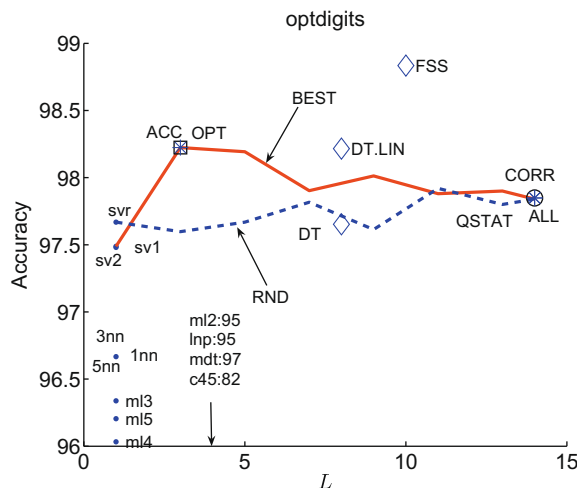 optdigits
99
98.5
98
97.5
97
96.5
96
Accuracy
FSS
BEST
ACC OPT
DT.LIN
CORR
svr
QSTAT
ALL
sv2 sv1
DT
RND
ml2:95
lnp:95
mdt:97
c45:82
3nn
1nn
5nn
ml3
ml5
ml4
0 5 10 15
L